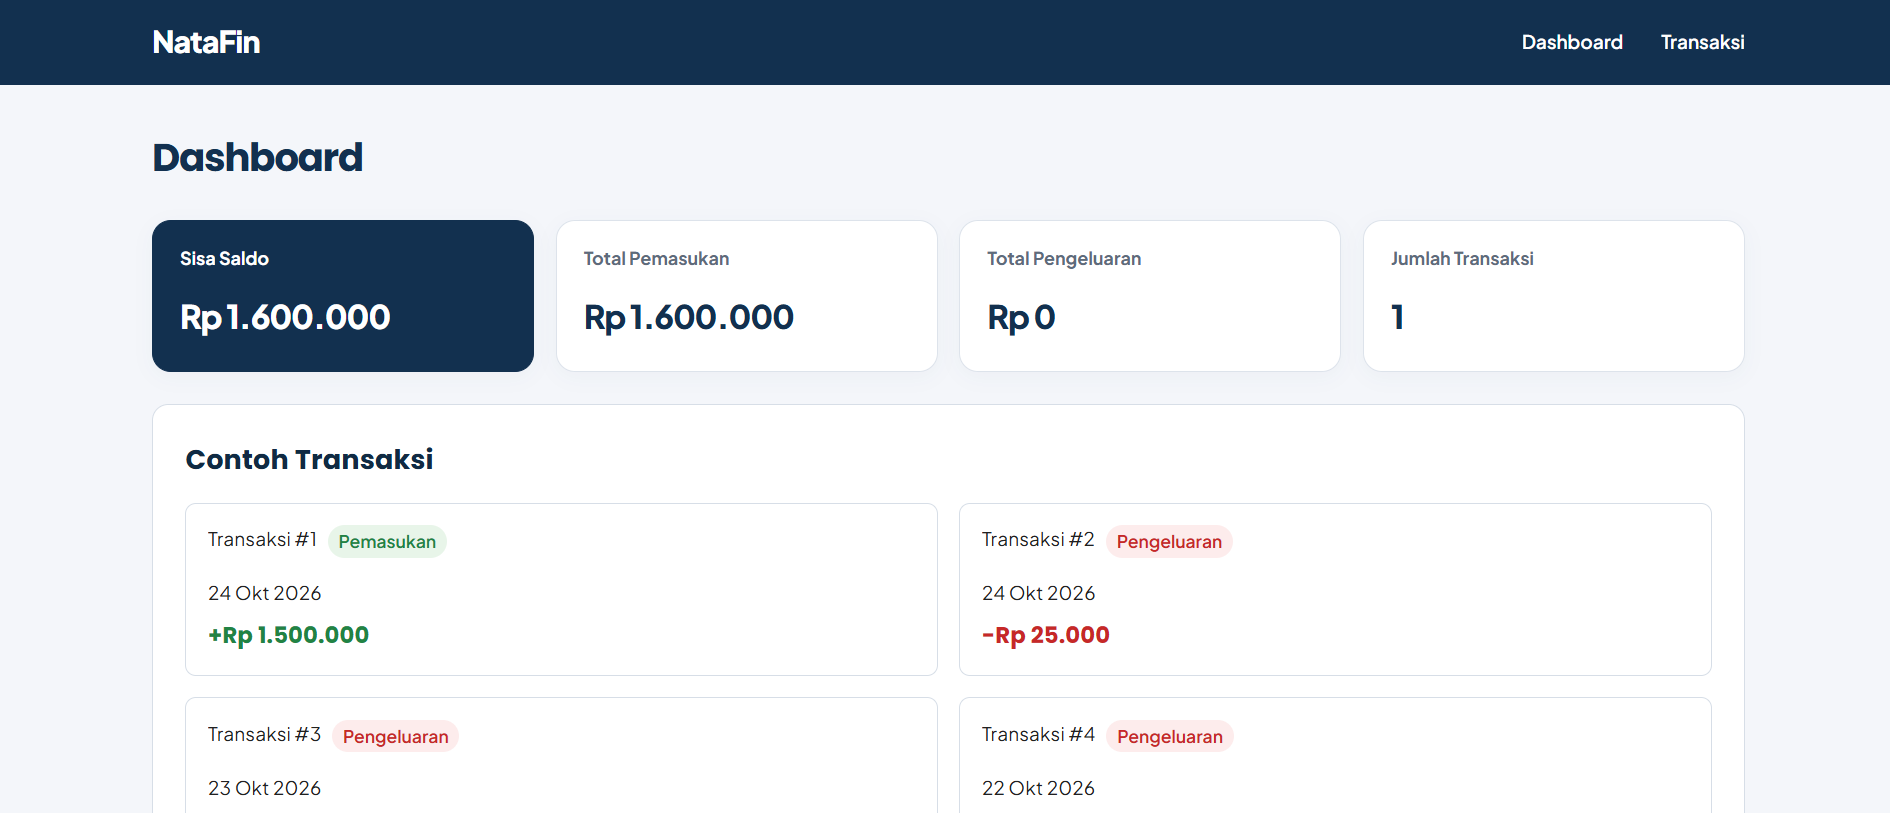 NataFin
Dashboard Transaksi
Dashboard
Sisa Saldo
Rp 1.600.000
Total Pemasukan
Rp 1.600.000
Total Pengeluaran
Rp 0
Jumlah Transaksi
1
Contoh Transaksi
Transaksi #1 Pemasukan
24 Okt 2026
+Rp 1.500.000
Transaksi #2 Pengeluaran
24 Okt 2026
-Rp 25.000
Transaksi #3 Pengeluaran
23 Okt 2026
Transaksi #4 Pengeluaran
22 Okt 2026